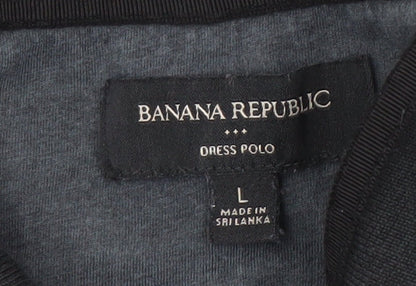 BANANA REPUBLIC
DRESS POLO
L
MADE IN
SRI LANKA